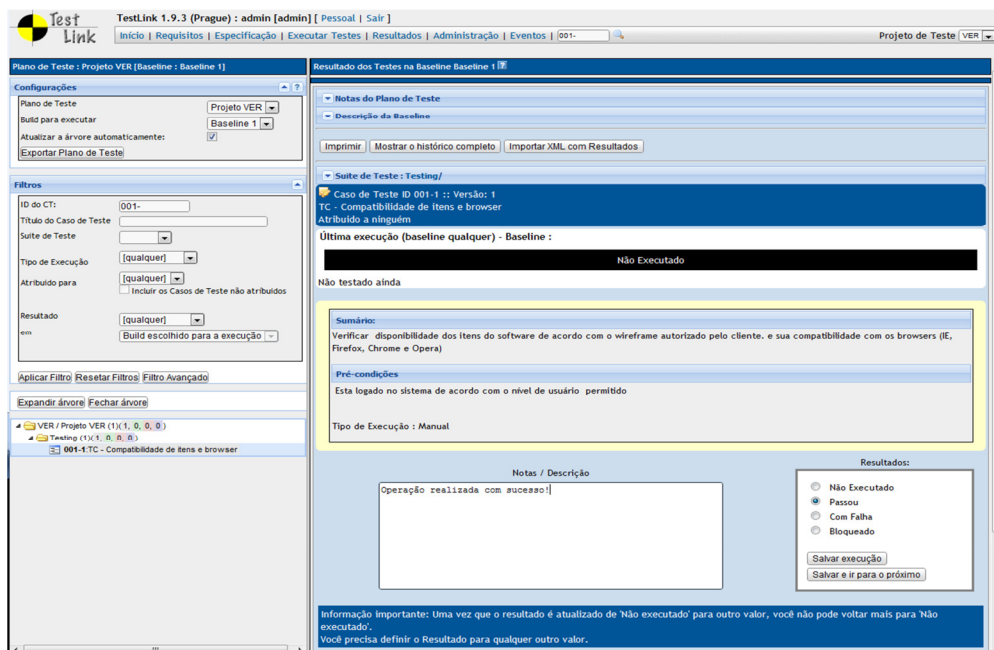 Test Link
TestLink 1.9.3 (Prague) : admin [admin] [ Pessoal | Sair ]
Início | Requisitos | Especificação | Executar Testes | Resultados | Administração | Eventos | 001-
Projeto de Teste VER
Plano de Teste : Projeto VER [Baseline : Baseline 1]
Configurações
Plano de Teste Projeto VER
Build para executar Baseline 1
Atualizar a árvore automaticamente:
Exportar Plano de Teste
Filtros
ID do CT: 001-
Título do Caso de Teste
Suite de Teste
Tipo de Execução [qualquer]
Atribuído para [qualquer]
Incluir os Casos de Teste não atribuídos
Resultado [qualquer]
em Build escolhido para a execução
Aplicar Filtro Resetar Filtros Filtro Avançado
Expandir árvore Fechar árvore
VER / Projeto VER (1)(1, 0, 0, 0)
Testing (1)(1, 0, 0, 0)
001-1:TC - Compatibilidade de itens e browser
Resultado dos Testes na Baseline Baseline 1 ?
Notas do Plano de Teste
Descrição da Baseline
Imprimir Mostrar o histórico completo Importar XML com Resultados
Suite de Teste : Testing/
Caso de Teste ID 001-1 :: Versão: 1
TC - Compatibilidade de itens e browser
Atribuído a ninguém
Última execução (baseline qualquer) - Baseline :
Não Executado
Não testado ainda
Sumário:
Verificar disponibilidade dos itens do software de acordo com o wireframe autorizado pelo cliente. e sua compatibilidade com os browsers (IE,
Firefox, Chrome e Opera)
Pré-condições
Esta logado no sistema de acordo com o nível de usuário permitido
Tipo de Execução : Manual
Notas / Descrição
Operação realizada com sucesso!
Resultados:
Não Executado
Passou
Com Falha
Bloqueado
Salvar execução
Salvar e ir para o próximo
Informação importante: Uma vez que o resultado é atualizado de 'Não executado' para outro valor, você não pode voltar mais para 'Não
executado'.
Você precisa definir o Resultado para qualquer outro valor.